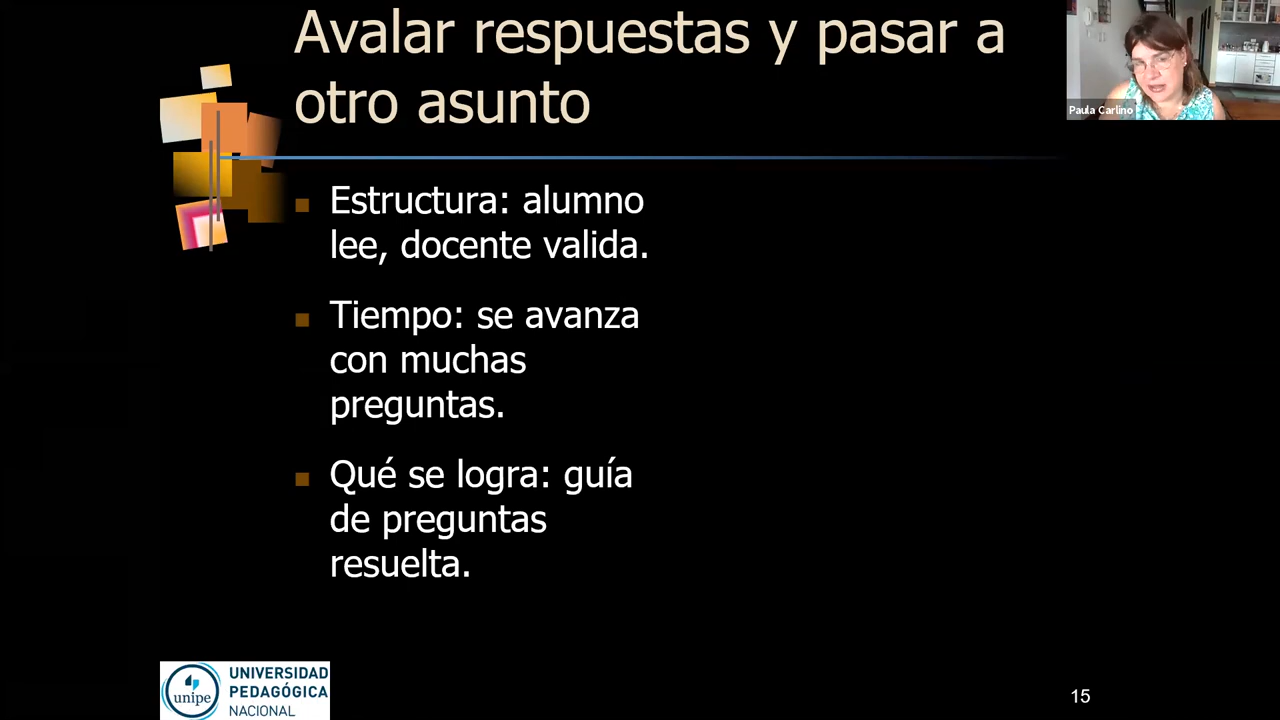 Avalar respuestas y pasar a
otro asunto
Paula Carlino
Estructura: alumno
lee, docente valida.
Tiempo: se avanza
con muchas
preguntas.
Qué se logra: guía
de preguntas
resuelta.
unipe
UNIVERSIDAD
PEDAGÓGICA
NACIONAL
15